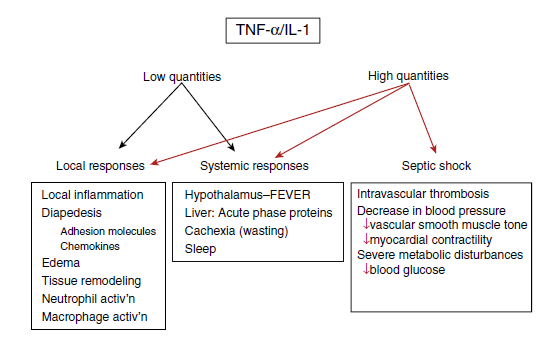 TNF-α/IL-1
Low quantities
High quantities
Local responses
Systemic responses
Septic shock
Local inflammation
Diapedesis
Adhesion molecules
Chemokines
Edema
Tissue remodeling
Neutrophil activ'n
Macrophage activ'n
Hypothalamus–FEVER
Liver: Acute phase proteins
Cachexia (wasting)
Sleep
Intravascular thrombosis
Decrease in blood pressure
↓vascular smooth muscle tone
↓myocardial contractility
Severe metabolic disturbances
↓blood glucose